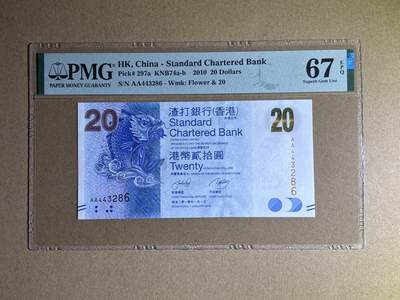 PMG
PAPER MONEY GUARANTY
HK, China - Standard Chartered Bank
Pick# 297a KNB74a-b 2010 20 Dollars
S/N AA443286 - Wmk: Flower & 20
67
EPQ
Superb Gem Unc
20
渣打銀行(香港)
Standard
Chartered Bank
港幣貳拾圓
Twenty
20
AA443286
AA443286